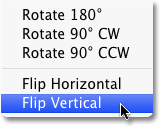 Rotate 180°
Rotate 90° CW
Rotate 90° CCW
Flip Horizontal
Flip Vertical